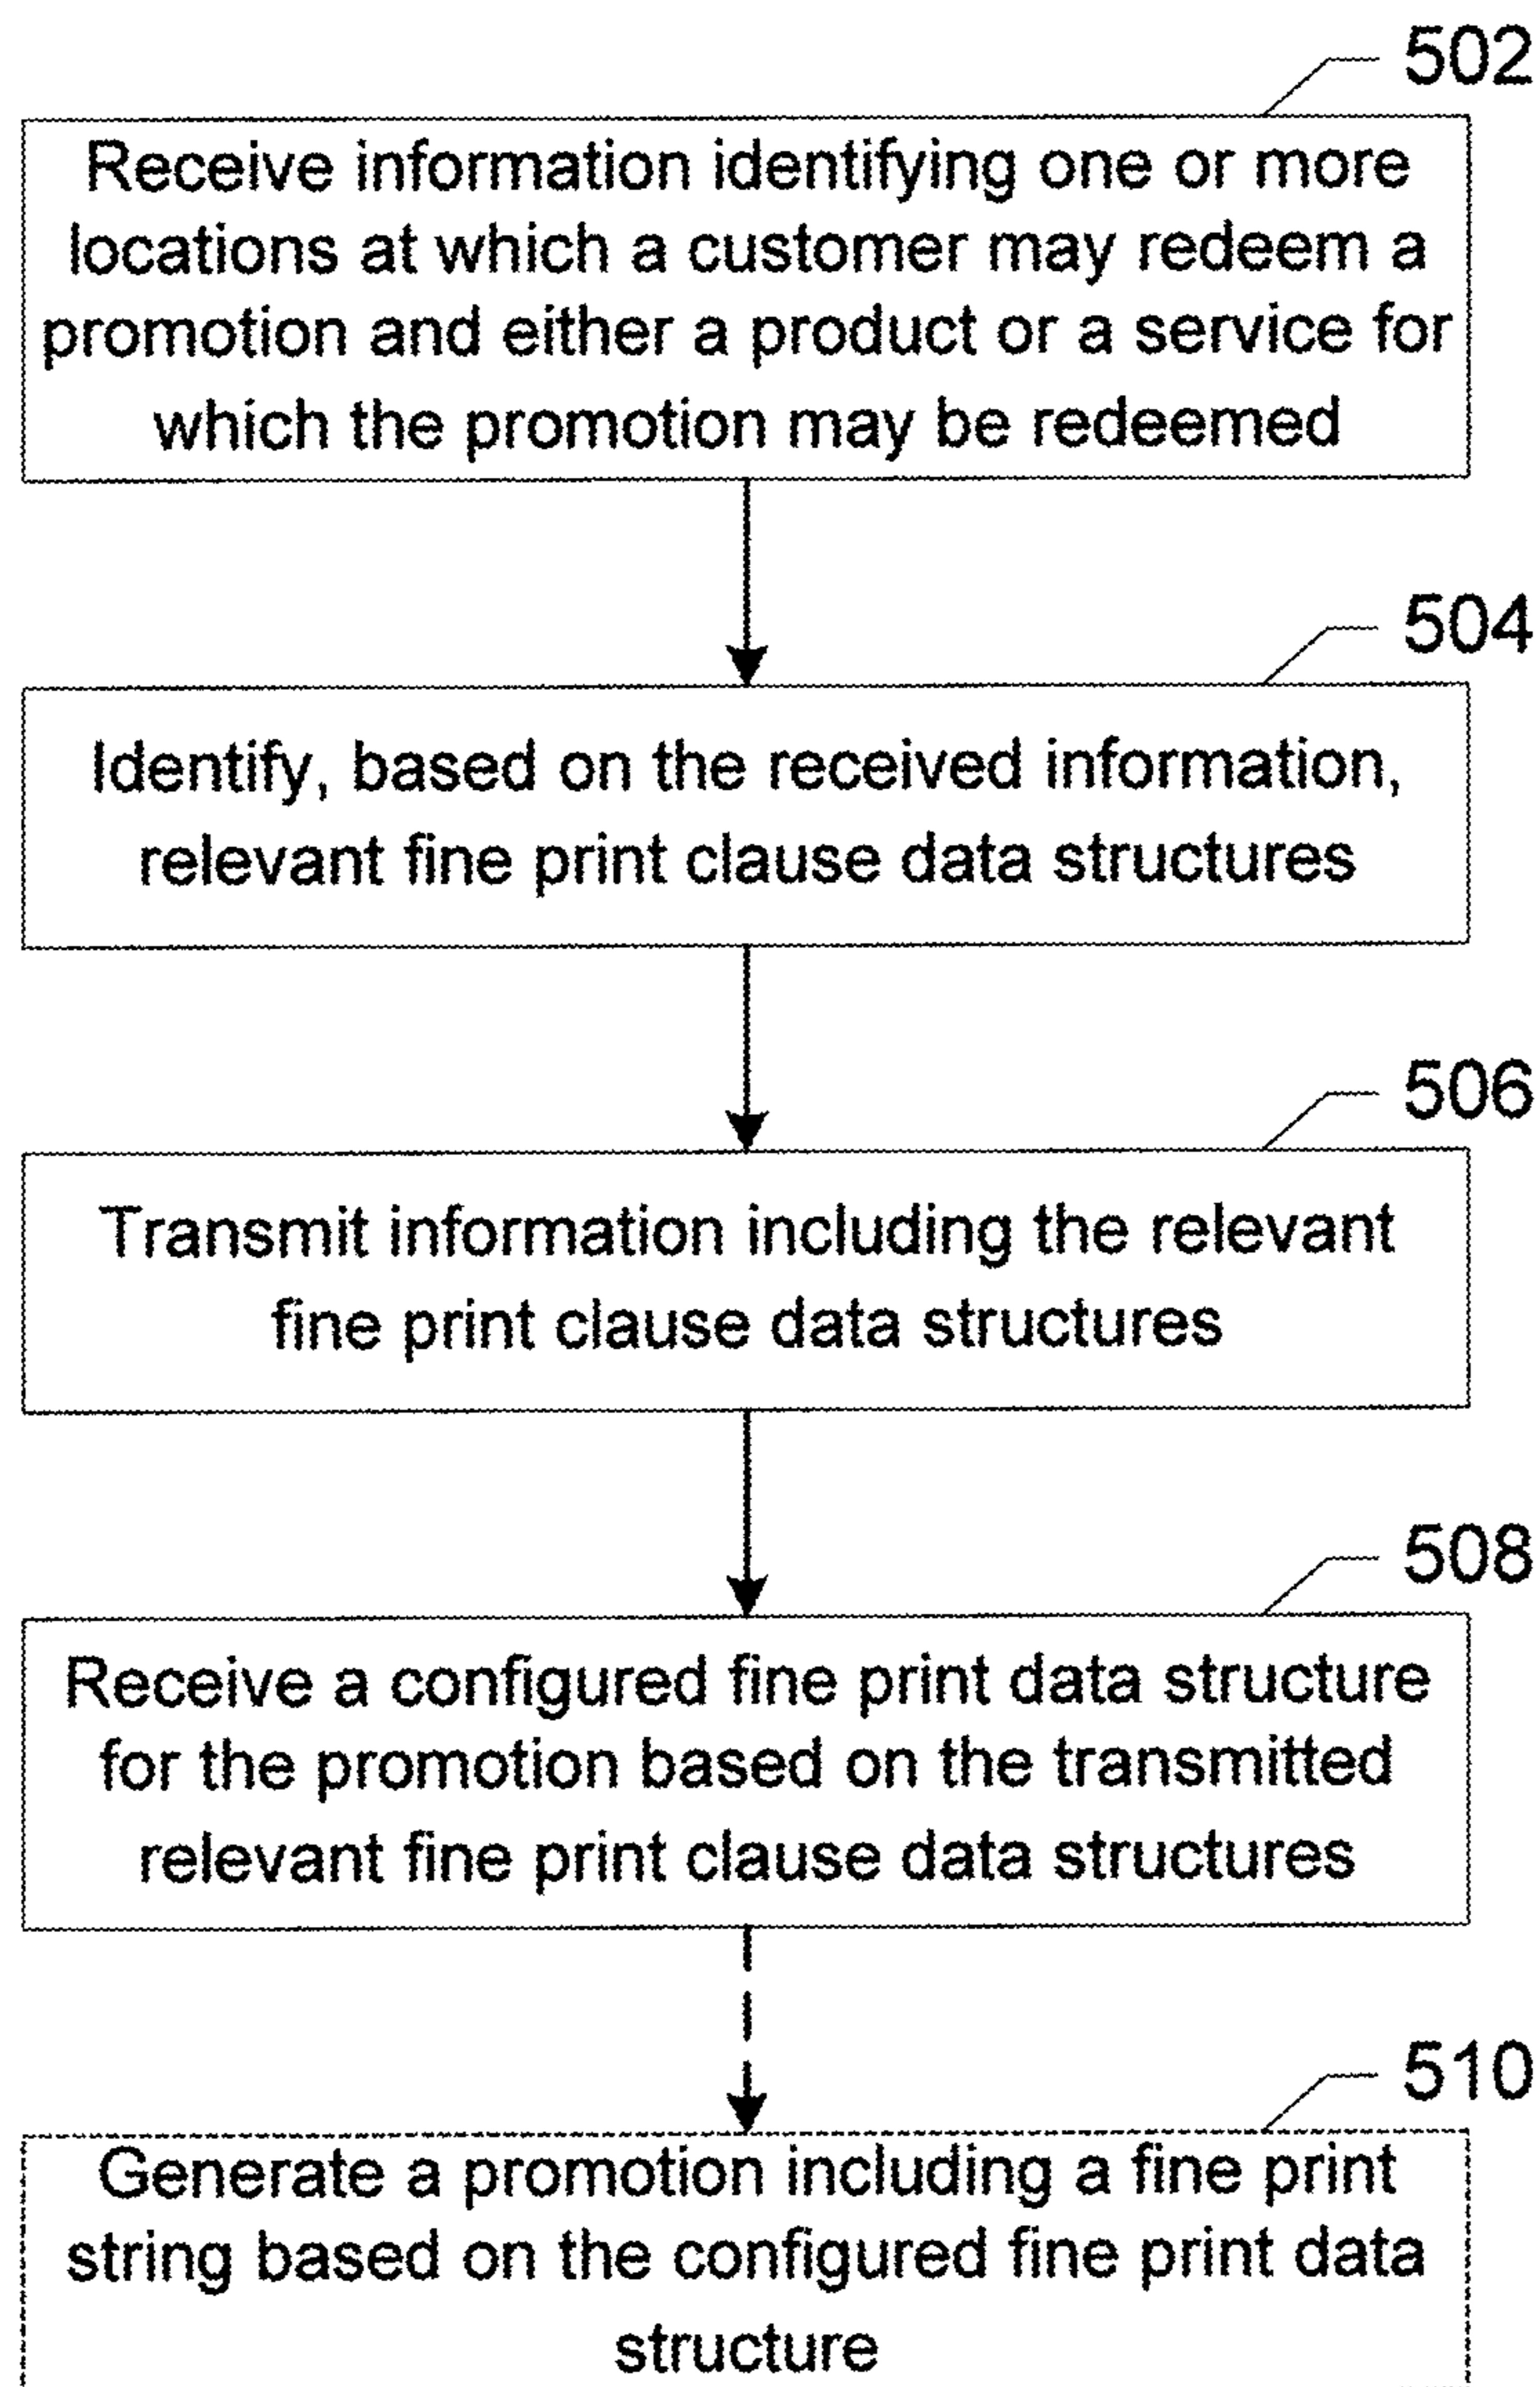 502
Receive information identifying one or more
locations at which a customer may redeem a
promotion and either a product or a service for
which the promotion may be redeemed
504
Identify, based on the received information,
relevant fine print clause data structures
506
Transmit information including the relevant
fine print clause data structures
508
Receive a configured fine print data structure
for the promotion based on the transmitted
relevant fine print clause data structures
510
Generate a promotion including a fine print
string based on the configured fine print data
structure